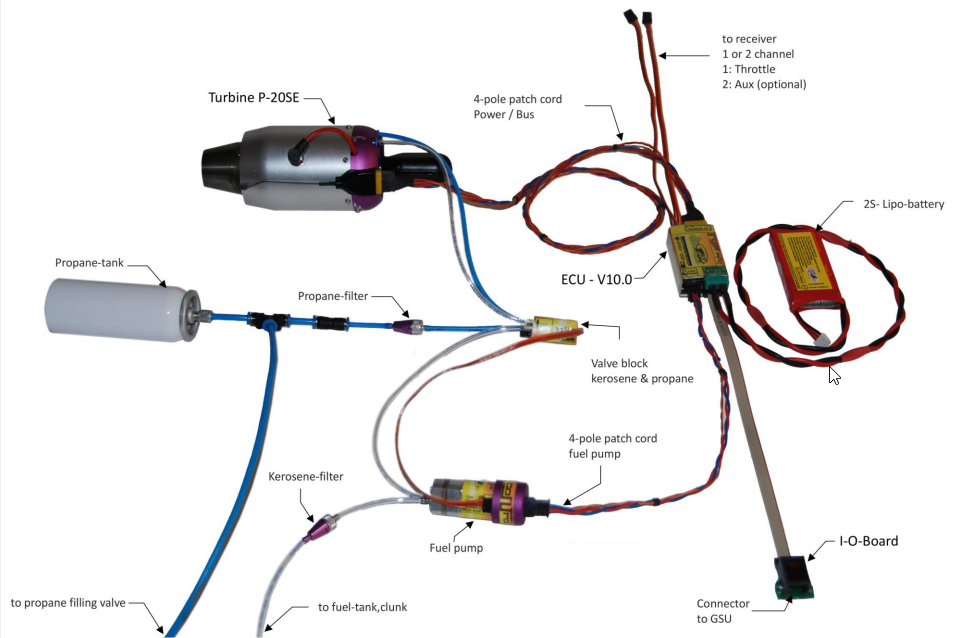 to receiver
1 or 2 channel
1: Throttle
2: Aux (optional)
Turbine P-20SE
4-pole patch cord
Power / Bus
2S- Lipo-battery
Propane-tank
ECU - V10.0
Propane-filter
Valve block
kerosene & propane
4-pole patch cord
fuel pump
Kerosene-filter
Fuel pump
I-O-Board
to propane filling valve
to fuel-tank,clunk
Connector
to GSU